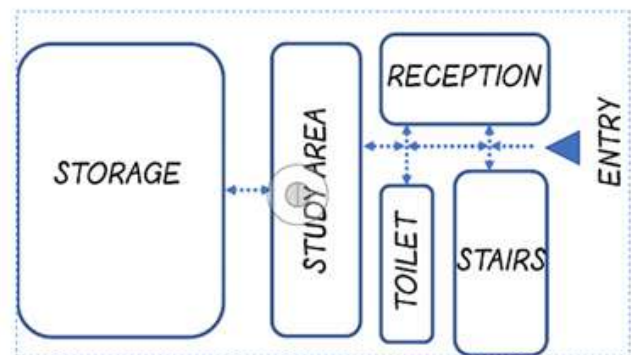 RECEPTION
STORAGE
STUDY AREA
ENTRY
TOILET
STAIRS